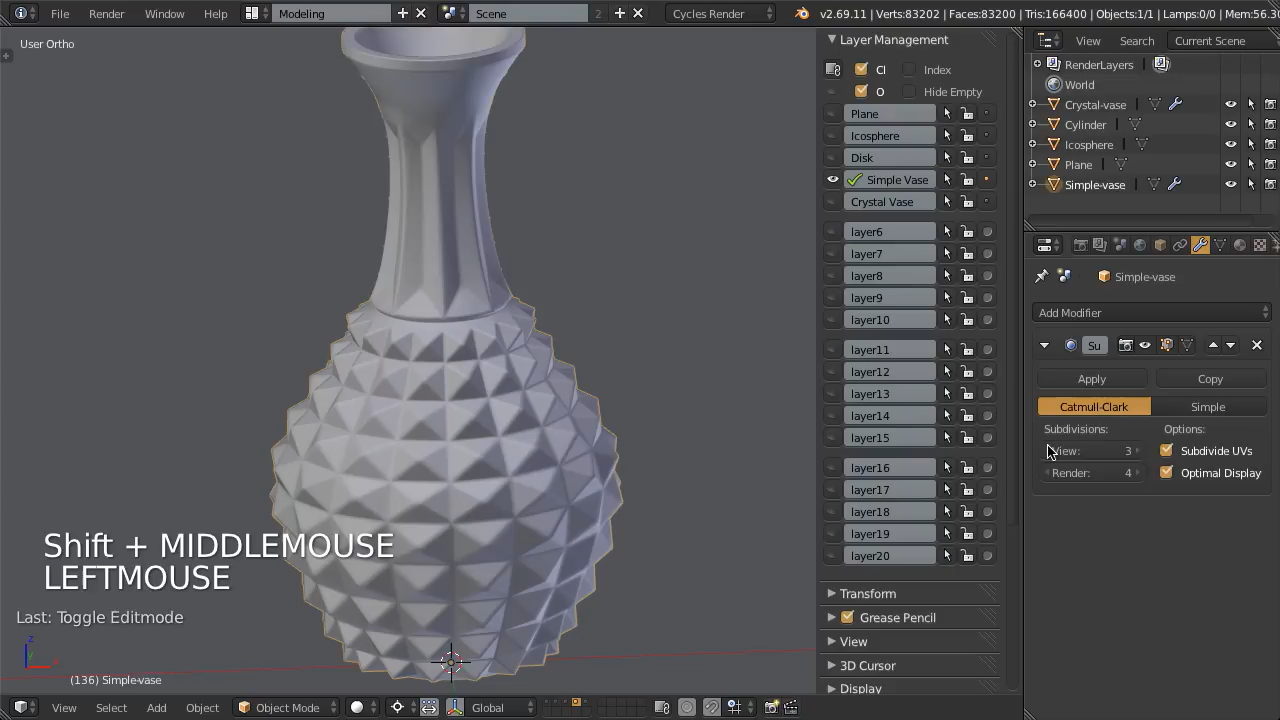 File Render Window Help Modeling Scene 2 Cycles Render v2.69.11 | Verts:83202 | Faces:83200 | Tris:166400 | Objects:1/1 | Lamps:0/0 | Mem:56.3
User Ortho
Layer Management
View Search Current Scene
RenderLayers
World
Crystal-vase
Cylinder
Icosphere
Plane
Simple-vase
Cl Index
O Hide Empty
Plane
Icosphere
Disk
Simple Vase
Crystal Vase
layer6
layer7
layer8
layer9
layer10
layer11
layer12
layer13
layer14
layer15
layer16
layer17
layer18
layer19
layer20
Transform
Grease Pencil
View
3D Cursor
Display
Simple-vase
Add Modifier
Su
Apply Copy
Catmull-Clark Simple
Subdivisions: Options:
3 Subdivide UVs
Render: 4 Optimal Display
Shift + MIDDLEMOUSE
LEFTMOUSE
Last: Toggle Editmode
z
y
x
(136) Simple-vase
View Select Add Object Object Mode Global